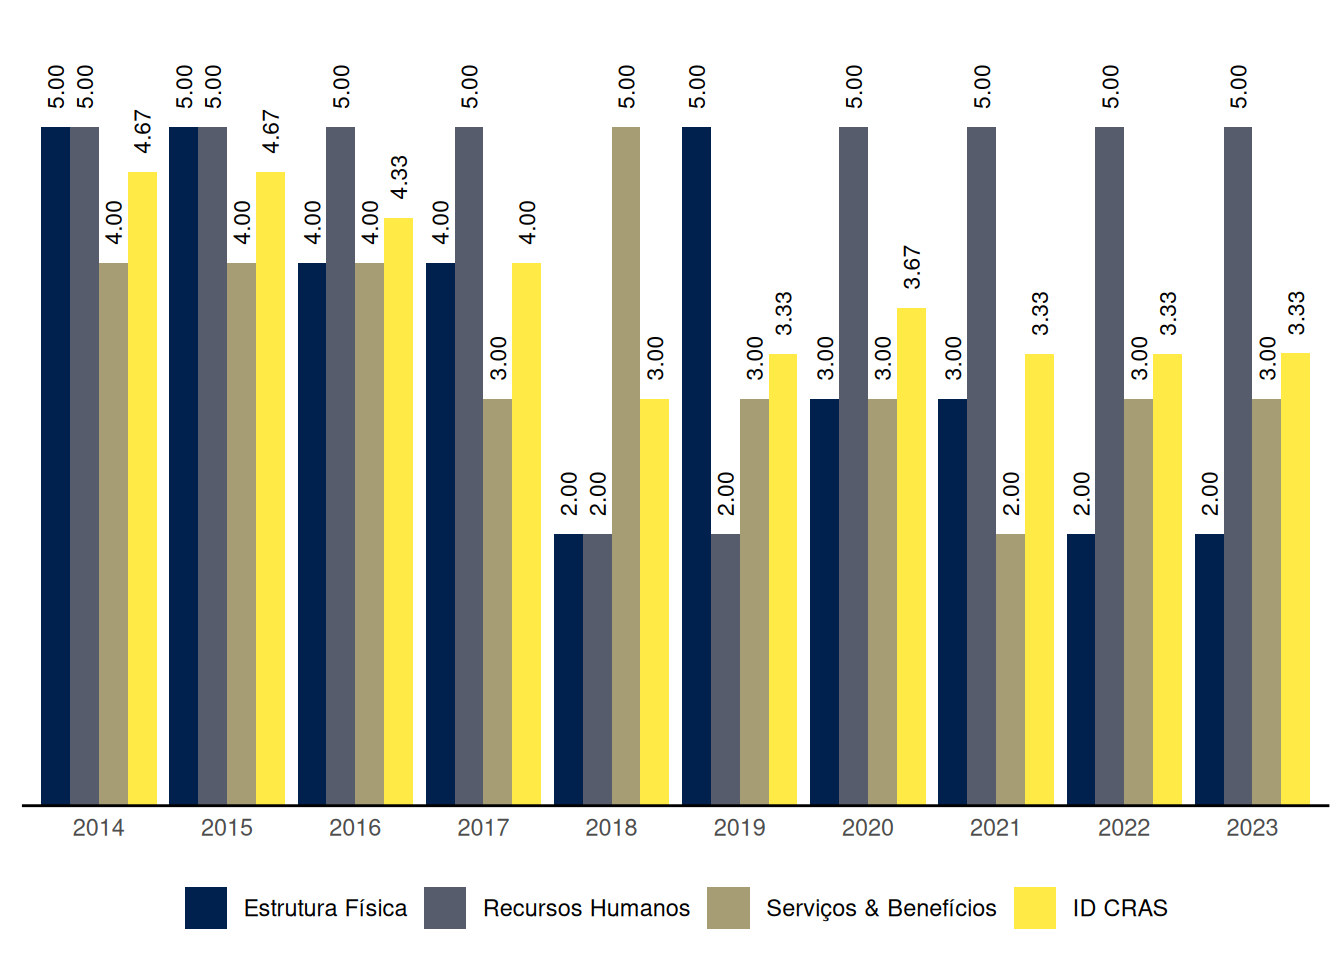 5.00 5.00 4.00 4.67 5.00 5.00 4.00 4.67 4.00 5.00 4.00 4.33 4.00 5.00 3.00 4.00 2.00 2.00 5.00 3.00 5.00 2.00 3.00 3.33 3.00 5.00 3.00 3.67 3.00 5.00 2.00 3.33 2.00 5.00 3.00 3.33 2.00 5.00 3.00 3.33
2014 2015 2016 2017 2018 2019 2020 2021 2022 2023
Estrutura Física Recursos Humanos Serviços & Benefícios ID CRAS